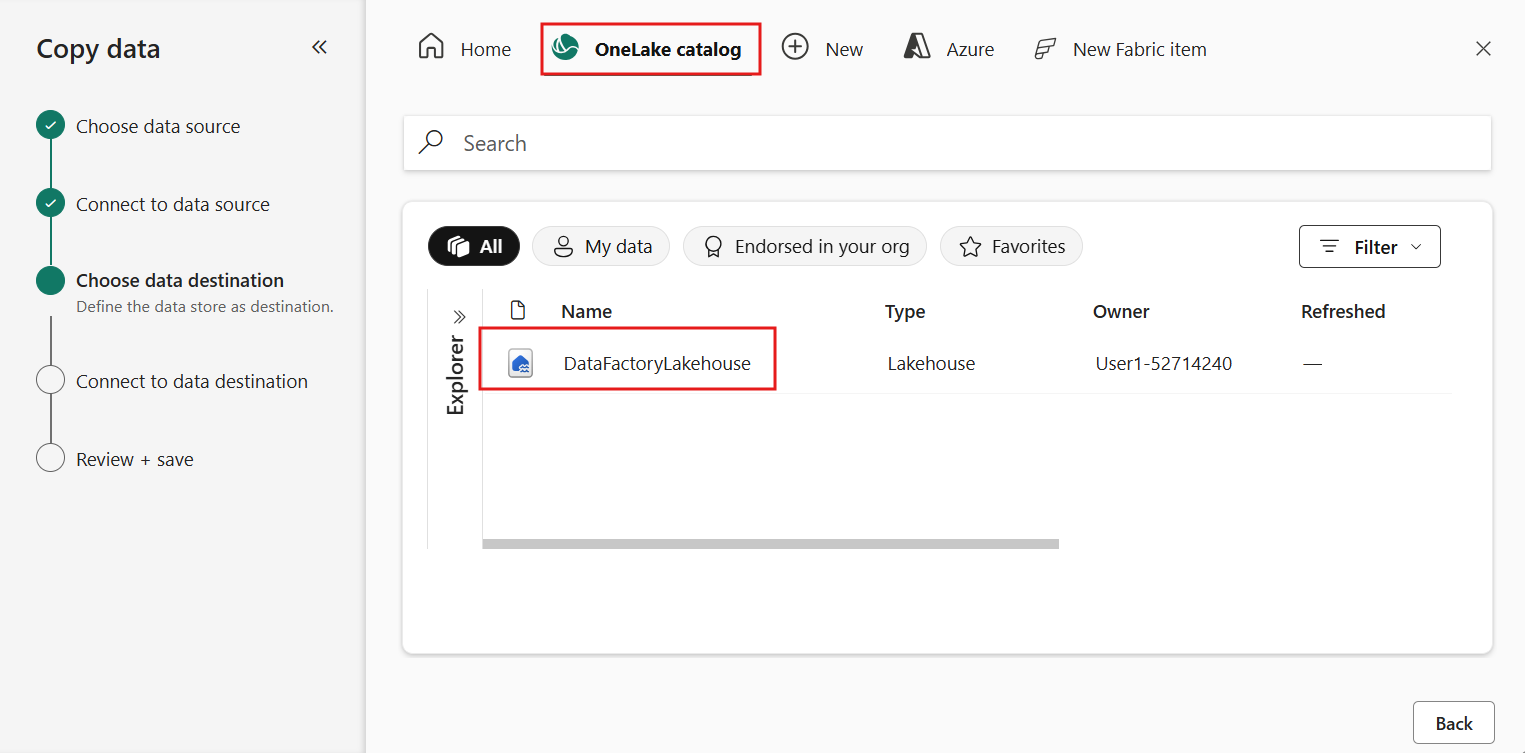 Copy data
Choose data source
Connect to data source
Choose data destination
Define the data store as destination.
Connect to data destination
Review + save
Home
OneLake catalog
New
Azure
New Fabric item
Search
All
My data
Endorsed in your org
Favorites
Filter
Explorer
Name Type Owner Refreshed
DataFactoryLakehouse Lakehouse User1-52714240 —
Back